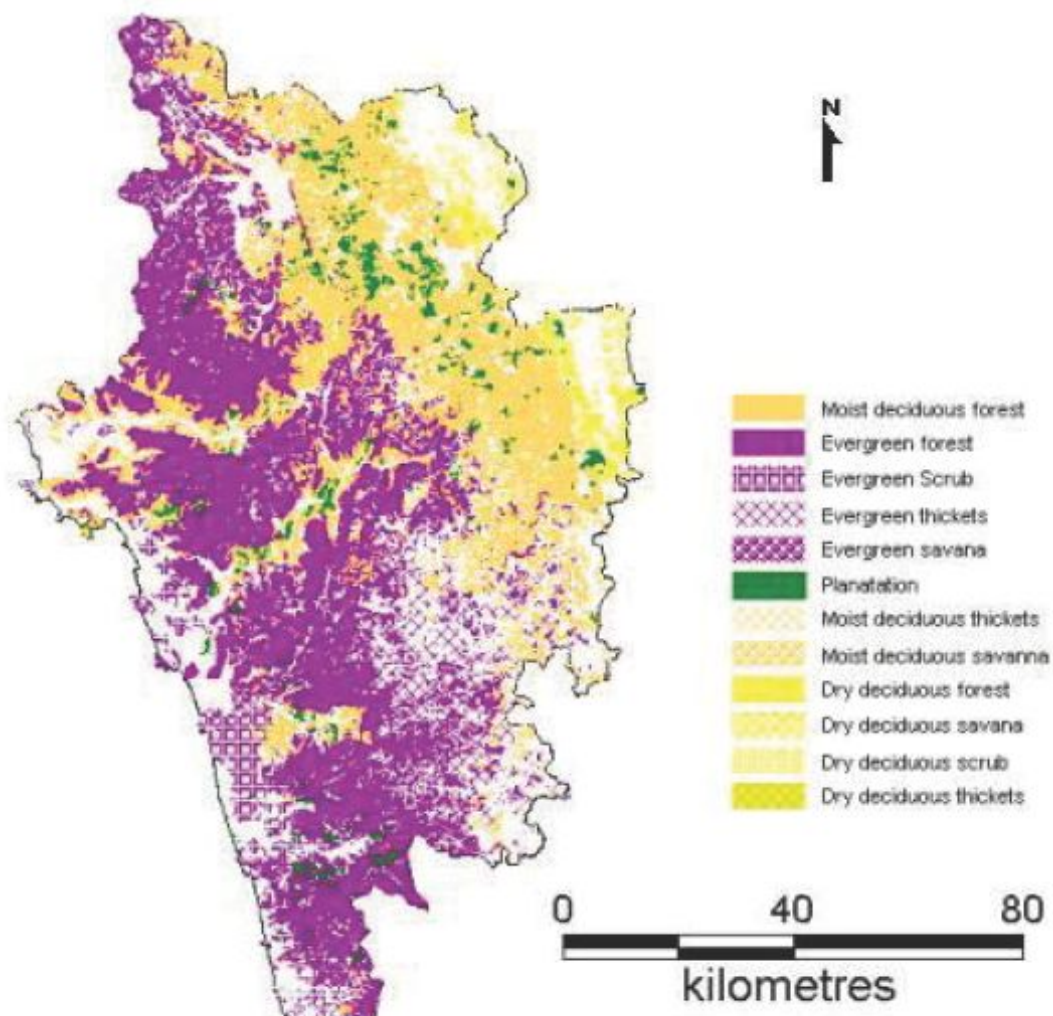 N
Moist deciduous forest
Evergreen forest
Evergreen Scrub
Evergreen thickets
Evergreen savana
Planatation
Moist deciduous thickets
Moist deciduous savanna
Dry deciduous forest
Dry deciduous savana
Dry deciduous scrub
Dry deciduous thickets
0 40 80
kilometres